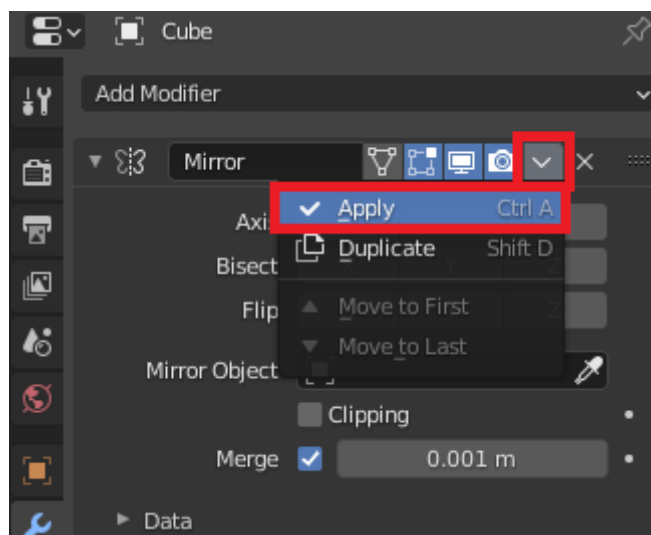 Cube
Add Modifier
Mirror
Apply Ctrl A
Axi
Duplicate Shift D
Bisect
Flip
Move to First
Move to Last
Mirror Object
Clipping
Merge 0.001 m
Data